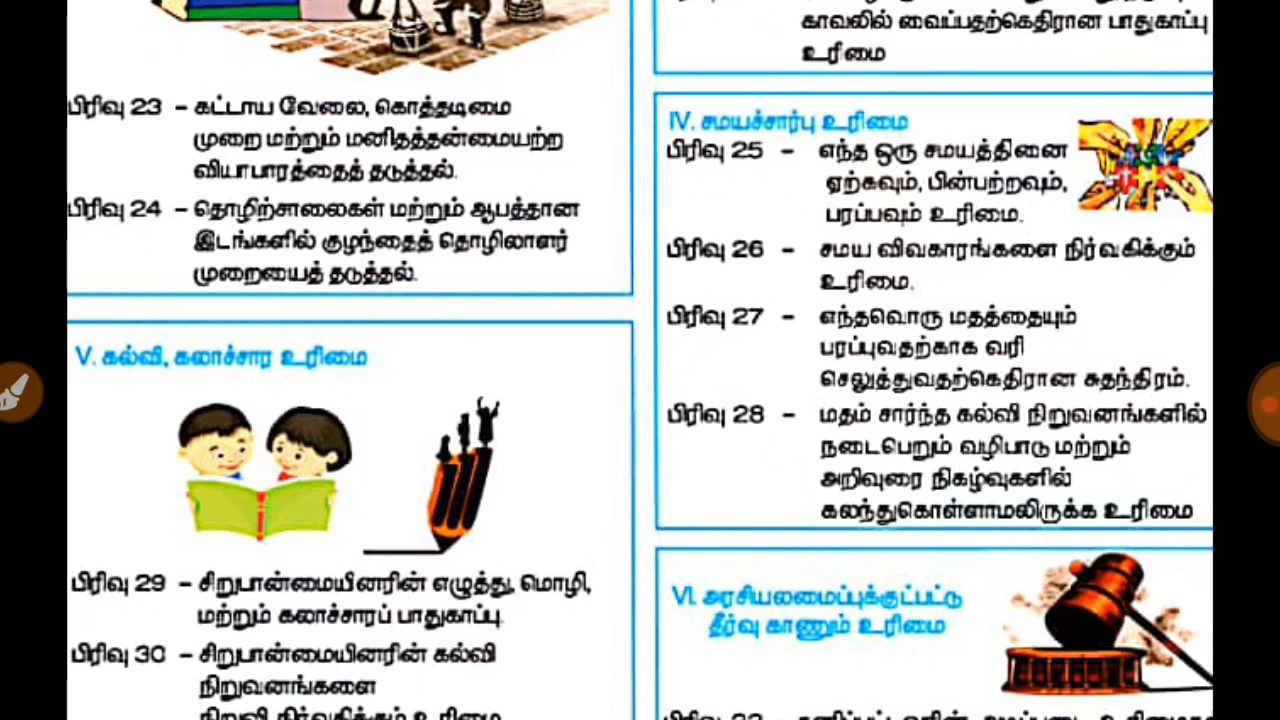 பிரிவு 23 – கட்டாய வேலை, கொத்தடிமை
முறை மற்றும் மனிதத்தன்மையற்ற
வியாபாரத்தைத் தடுத்தல்.
பிரிவு 24 – தொழிற்சாலைகள் மற்றும் ஆபத்தான
இடங்களில் குழந்தைத் தொழிலாளர்
முறையைத் தடுத்தல்.
V. கல்வி, கலாச்சார உரிமை
பிரிவு 29 – சிறுபான்மையினரின் எழுத்து, மொழி,
மற்றும் கலாச்சாரப் பாதுகாப்பு.
பிரிவு 30 – சிறுபான்மையினரின் கல்வி
நிறுவனங்களை
நிறுவி நிர்வகிக்கும் உரிமை
காவலில் வைப்பதற்கெதிரான பாதுகாப்பு
உரிமை
IV. சமயச்சார்பு உரிமை
பிரிவு 25 – எந்த ஒரு சமயத்தினை
ஏற்கவும், பின்பற்றவும்,
பரப்பவும் உரிமை.
பிரிவு 26 – சமய விவகாரங்களை நிர்வகிக்கும்
உரிமை.
பிரிவு 27 – எந்தவொரு மதத்தையும்
பரப்புவதற்காக வரி
செலுத்துவதற்கெதிரான சுதந்திரம்.
பிரிவு 28 – மதம் சார்ந்த கல்வி நிறுவனங்களில்
நடைபெறும் வழிபாடு மற்றும்
அறிவுரை நிகழ்வுகளில்
கலந்துகொள்ளாமலிருக்க உரிமை
VI. அரசியலமைப்புக்குட்பட்டு
தீர்வு காணும் உரிமை